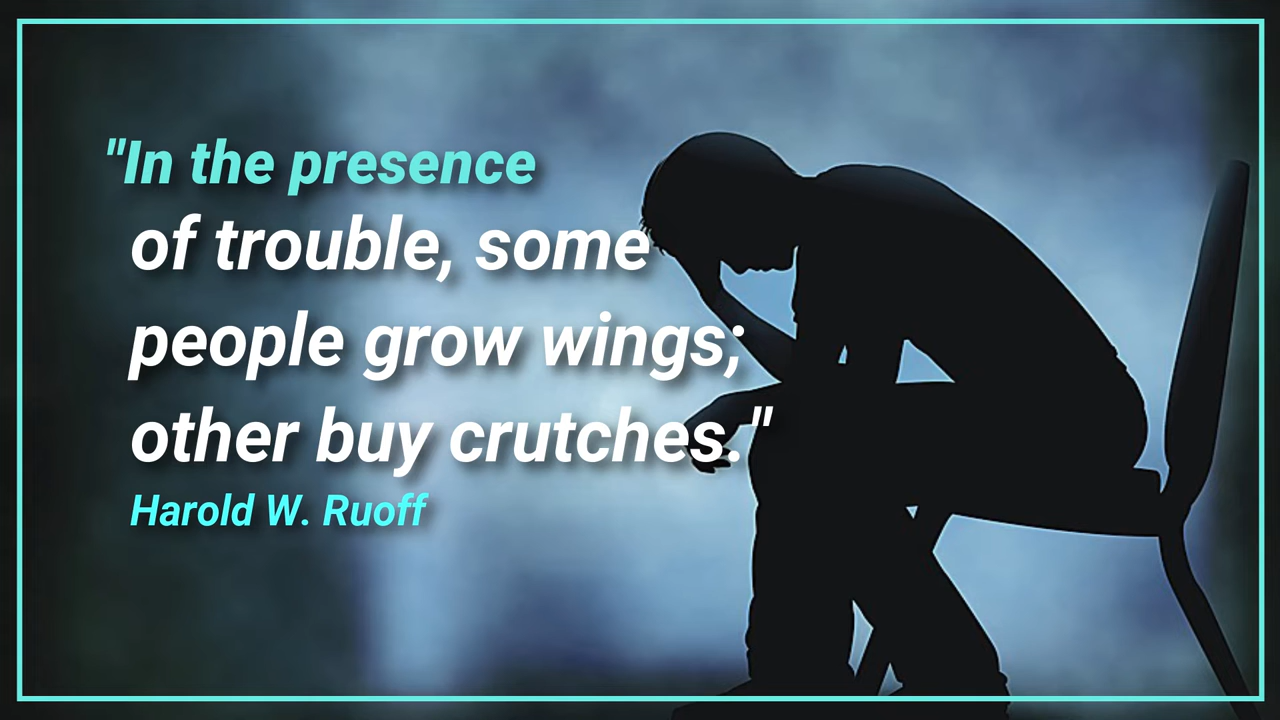 "In the presence
of trouble, some
people grow wings;
other buy crutches."
Harold W. Ruoff